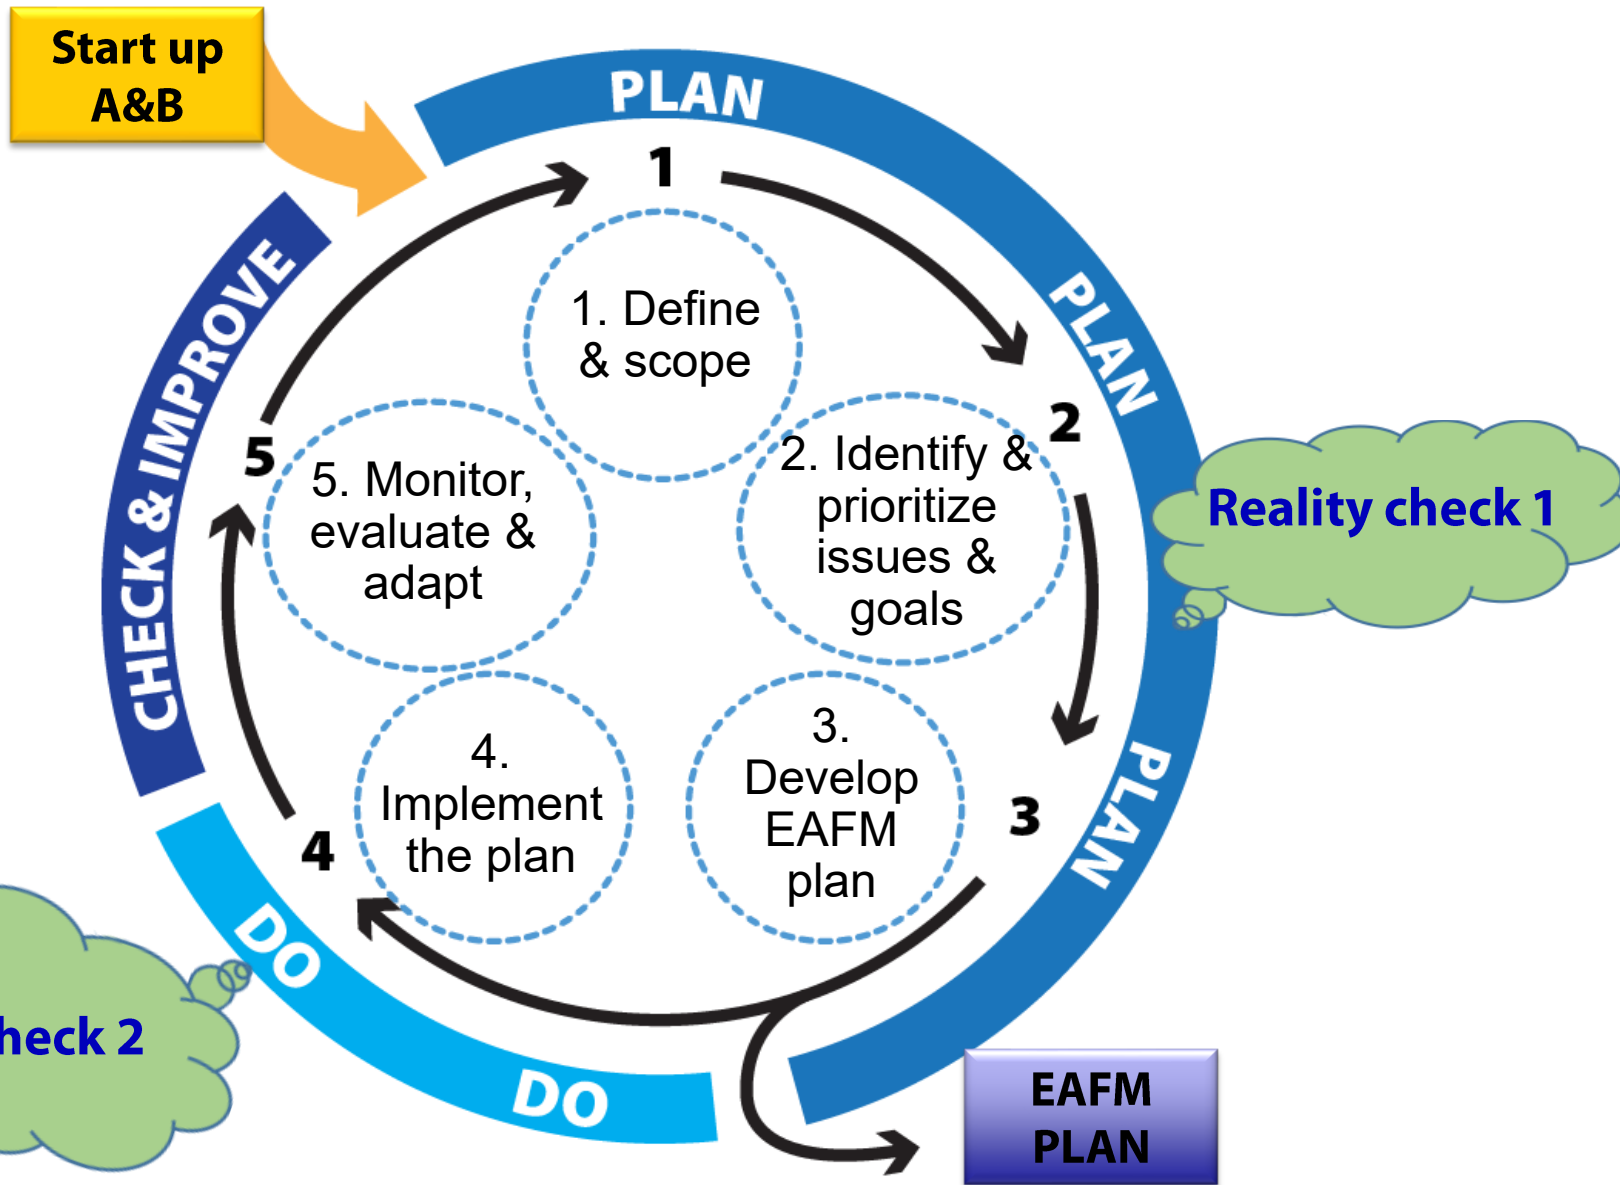 Start up
A&B
PLAN
1
1. Define
& scope
PLAN
2
2. Identify &
prioritize
issues &
goals
Reality check 1
PLAN
3
3.
Develop
EAFM
plan
EAFM
PLAN
DO
DO
4
4.
Implement
the plan
heck 2
CHECK & IMPROVE
5
5. Monitor,
evaluate &
adapt